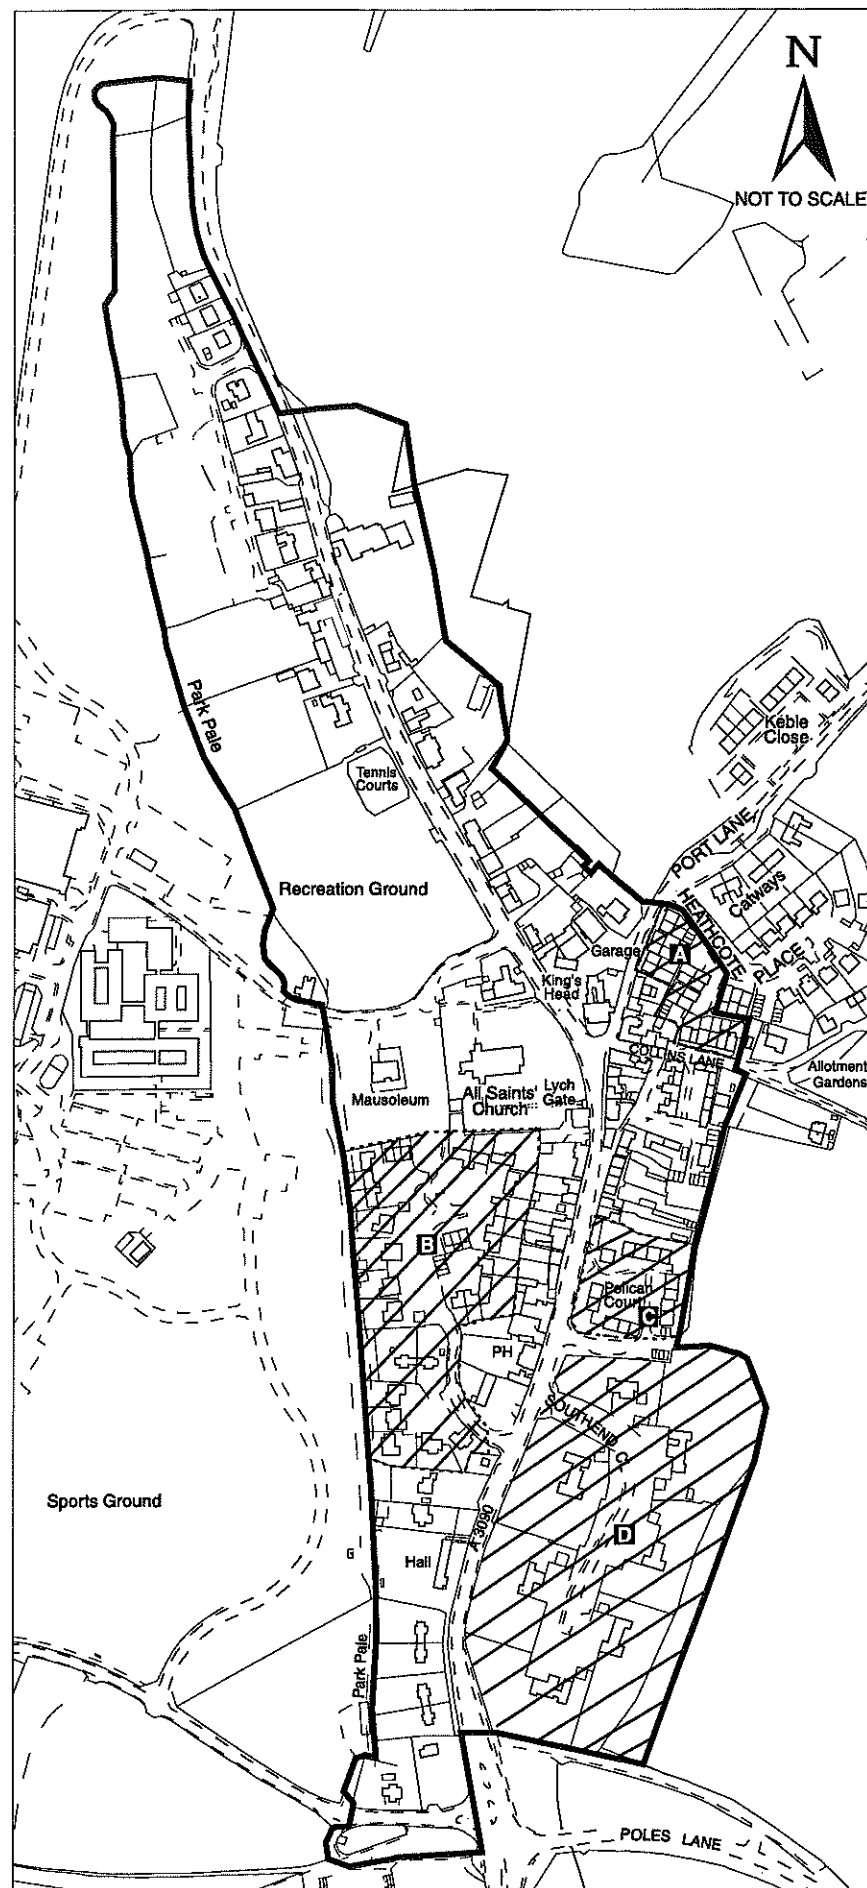 N
NOT TO SCALE
Park Pale
Keble
Close
Tennis
Courts
PORT LANE
Recreation Ground
HEATHCOTE
PLACE
Catways
Garage
A
King's
Head
COLLINS LANE
Allotment
Gardens
Mausoleum
All Saints'
Church
Lych
Gate
B
Pelican
Court
C
PH
SOUTHEND C
Sports Ground
A 3090
D
Hall
Park Pale
POLES LANE